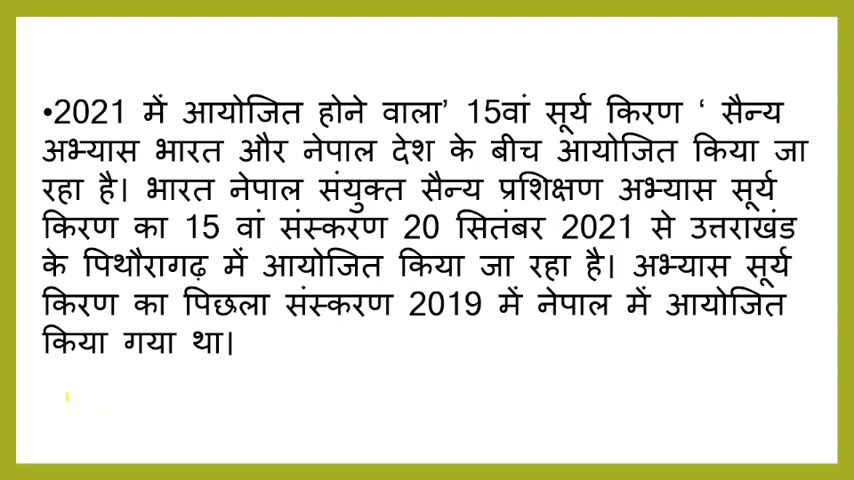 •2021 में आयोजित होने वाला’ 15वां सूर्य किरण ‘ सैन्य
अभ्यास भारत और नेपाल देश के बीच आयोजित किया जा
रहा है। भारत नेपाल संयुक्त सैन्य प्रशिक्षण अभ्यास सूर्य
किरण का 15 वां संस्करण 20 सितंबर 2021 से उत्तराखंड
के पिथौरागढ़ में आयोजित किया जा रहा है। अभ्यास सूर्य
किरण का पिछला संस्करण 2019 में नेपाल में आयोजित
किया गया था।